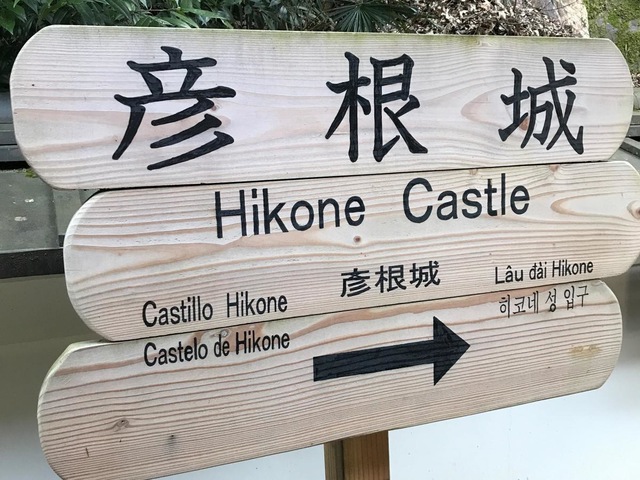 彦根城
Hikone Castle
彦根城
Lâu đài Hikone
Castillo Hikone
히코네 성 입구
Castelo de Hikone